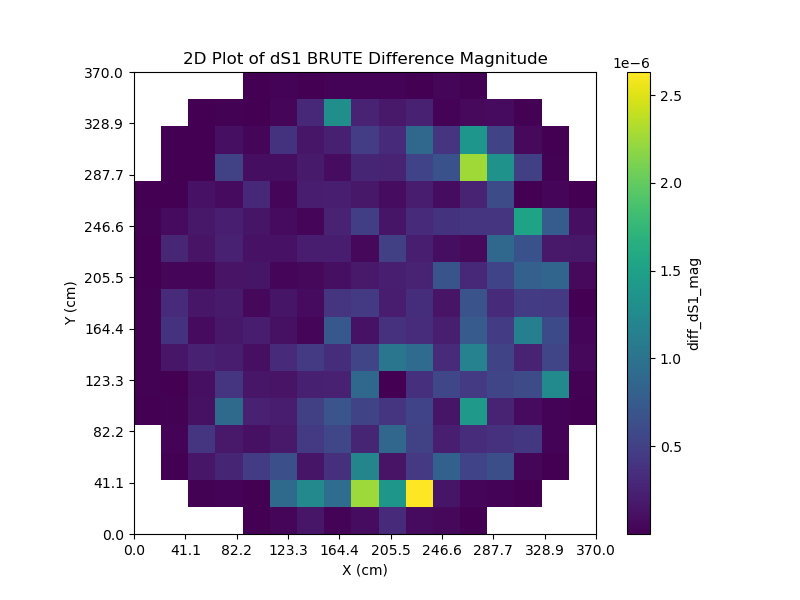 2D Plot of dS1 BRUTE Difference Magnitude
1e−6
370.0
328.9
287.7
246.6
205.5
164.4
123.3
82.2
41.1
0.0
Y (cm)
0.0 41.1 82.2 123.3 164.4 205.5 246.6 287.7 328.9 370.0
X (cm)
2.5
2.0
1.5
1.0
0.5
diff_dS1_mag